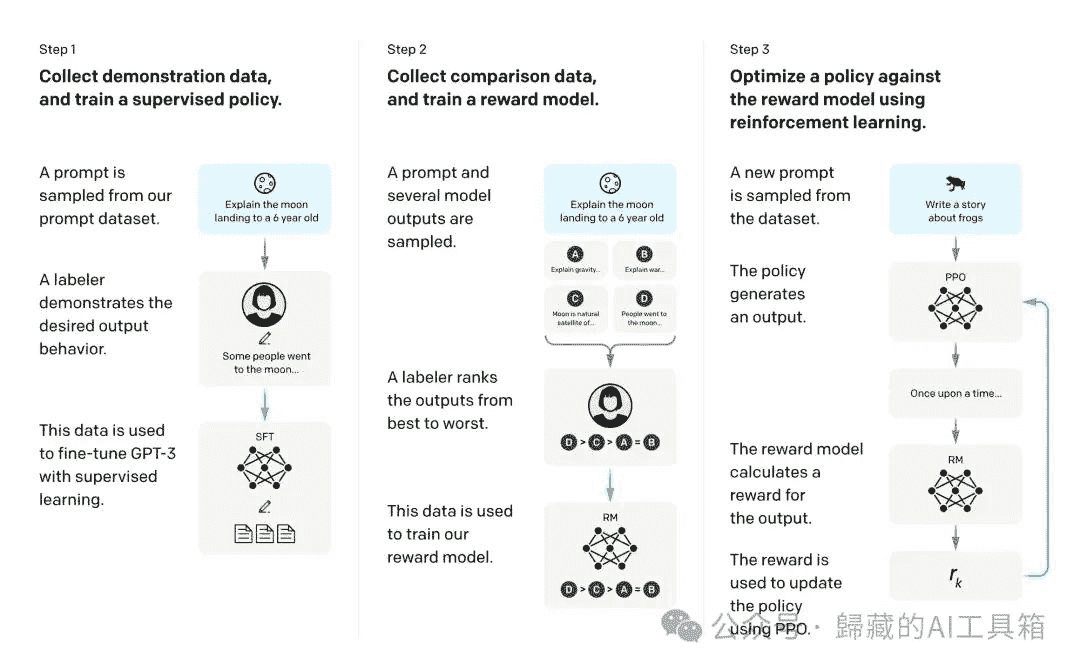 Step 1
Collect demonstration data,
and train a supervised policy.
A prompt is
sampled from our
prompt dataset.
Explain the moon
landing to a 6 year old
A labeler
demonstrates the
desired output
behavior.
Some people went
to the moon...
This data is used
to fine-tune GPT-3
with supervised
learning.
SFT
Step 2
Collect comparison data,
and train a reward model.
A prompt and
several model
outputs are
sampled.
Explain the moon
landing to a 6 year old
A
Explain gravity...
B
Explain war...
C
Moon is natural
satellite of...
D
People went to
the moon...
A labeler ranks
the outputs from
best to worst.
D > C > A = B
This data is used
to train our
reward model.
RM
D > C > A = B
Step 3
Optimize a policy against
the reward model using
reinforcement learning.
A new prompt
is sampled from
the dataset.
Write a story
about frogs
The policy
generates
an output.
PPO
Once upon a time...
The reward model
calculates a
reward for
the output.
RM
The reward is
used to update
the policy
using PPO.
rk
公众号 · 歸藏的AI工具箱